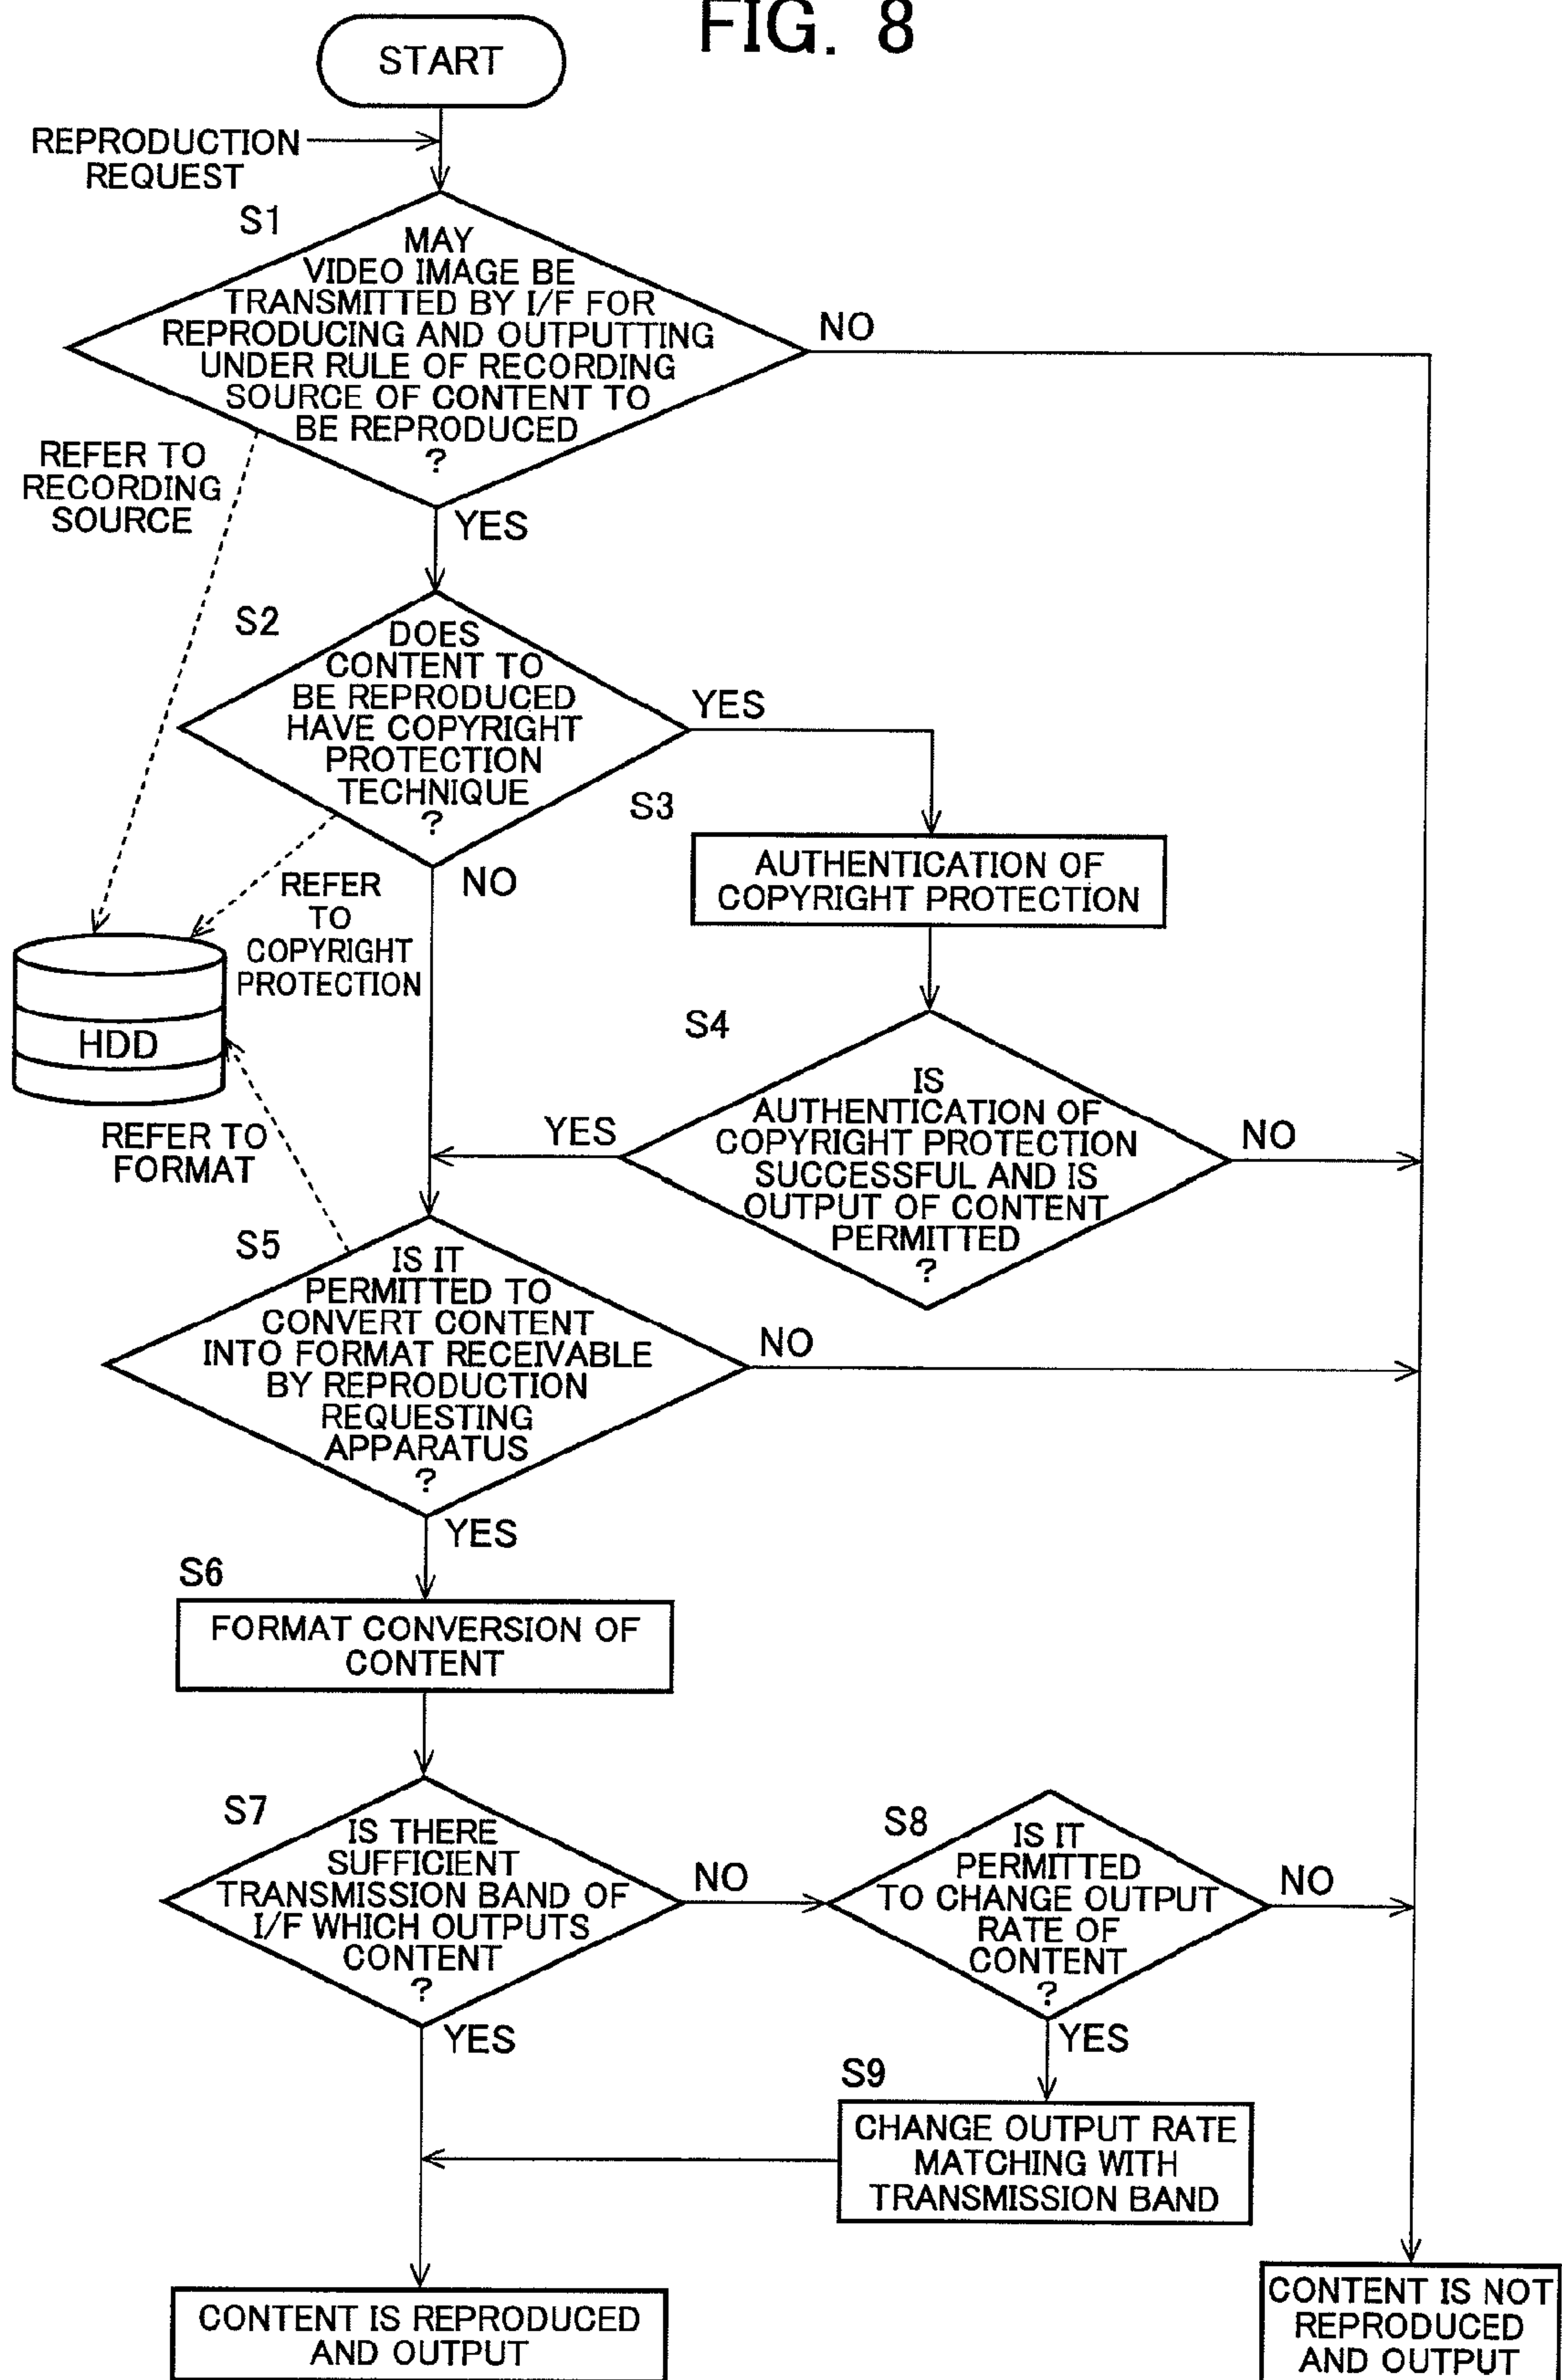 FIG. 8
START
REPRODUCTION
REQUEST
S1
MAY
VIDEO IMAGE BE
TRANSMITTED BY I/F FOR
REPRODUCING AND OUTPUTTING
UNDER RULE OF RECORDING
SOURCE OF CONTENT TO
BE REPRODUCED
?
NO
REFER TO
RECORDING
SOURCE
YES
S2
DOES
CONTENT TO
BE REPRODUCED
HAVE COPYRIGHT
PROTECTION
TECHNIQUE
?
YES
S3
AUTHENTICATION OF
COPYRIGHT PROTECTION
NO
REFER
TO
COPYRIGHT
PROTECTION
HDD
S4
IS
AUTHENTICATION OF
COPYRIGHT PROTECTION
SUCCESSFUL AND IS
OUTPUT OF CONTENT
PERMITTED
?
YES
NO
REFER TO
FORMAT
S5
IS IT
PERMITTED TO
CONVERT CONTENT
INTO FORMAT RECEIVABLE
BY REPRODUCTION
REQUESTING
APPARATUS
?
NO
YES
S6
FORMAT CONVERSION OF
CONTENT
S7
IS THERE
SUFFICIENT
TRANSMISSION BAND OF
I/F WHICH OUTPUTS
CONTENT
?
NO
S8
IS IT
PERMITTED
TO CHANGE OUTPUT
RATE OF
CONTENT
?
NO
YES
YES
S9
CHANGE OUTPUT RATE
MATCHING WITH
TRANSMISSION BAND
CONTENT IS REPRODUCED
AND OUTPUT
CONTENT IS NOT
REPRODUCED
AND OUTPUT